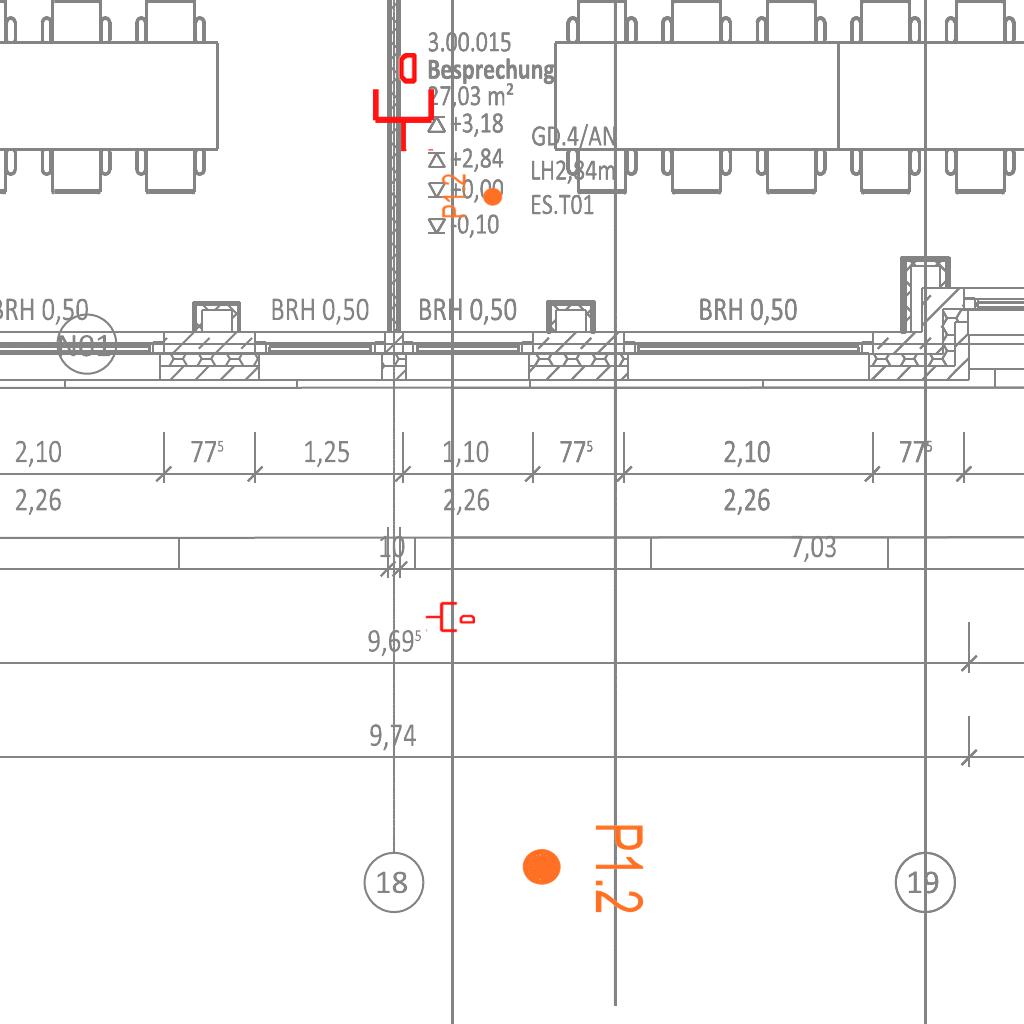 3.00.015
Besprechung
27,03 m²
+3,18
+2,84
+0,00
-0,10
GD.4/AN
LH2,84m
ES.T01
P1.2
BRH 0,50
BRH 0,50
BRH 0,50
BRH 0,50
N01
2,10
77⁵
1,25
1,10
77⁵
2,10
77⁵
2,26
2,26
2,26
10
7,03
9,69⁵
9,74
P1.2
18
19